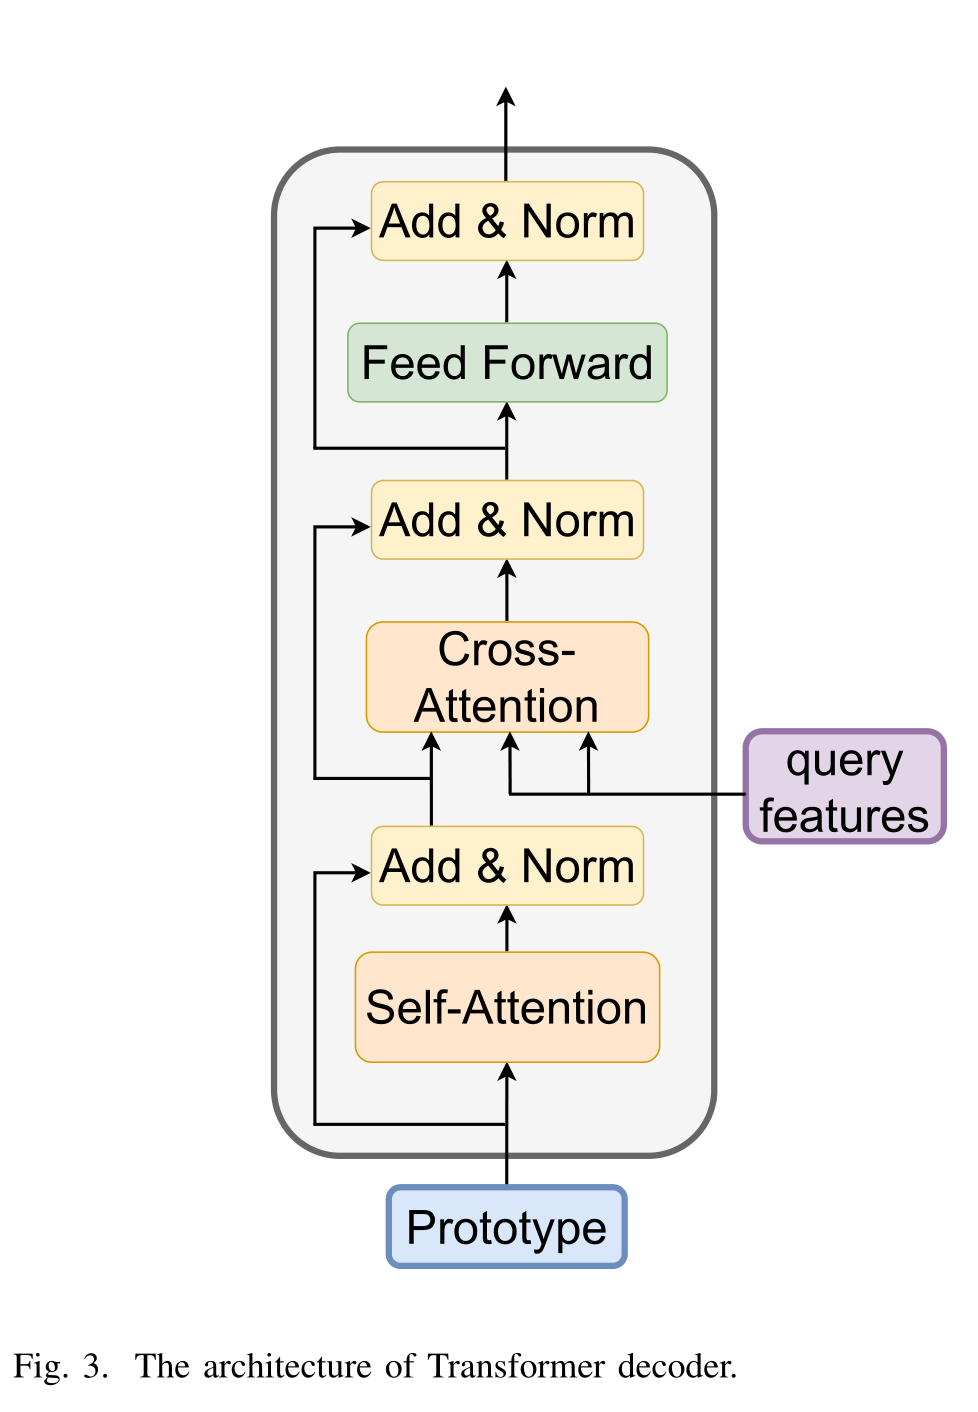 Add & Norm
Feed Forward
Add & Norm
Cross-
Attention
query
features
Add & Norm
Self-Attention
Prototype
Fig. 3. The architecture of Transformer decoder.